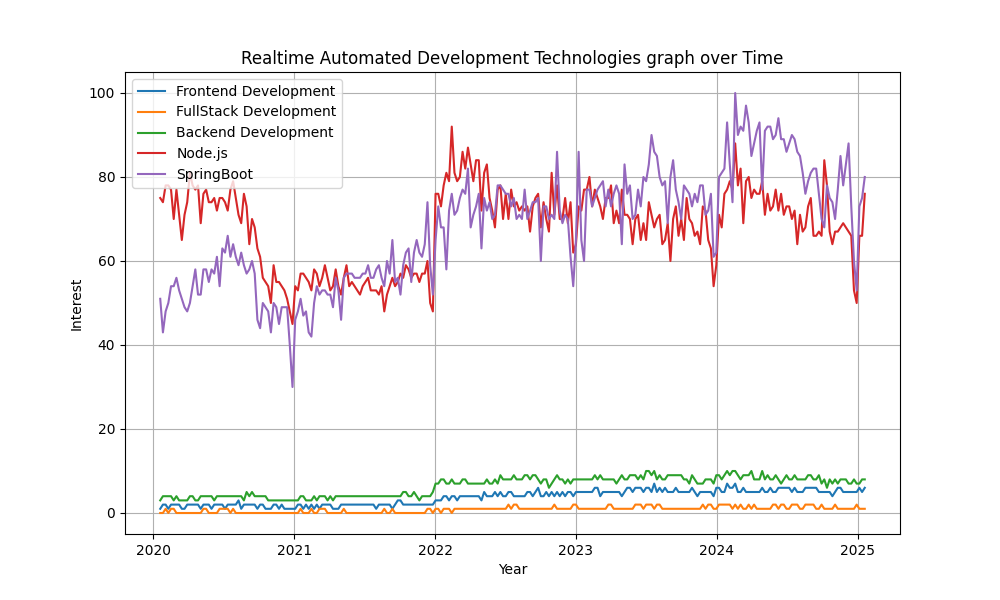 Realtime Automated Development Technologies graph over Time
Frontend Development
FullStack Development
Backend Development
Node.js
SpringBoot
100
80
60
40
20
0
Interest
2020 2021 2022 2023 2024 2025
Year